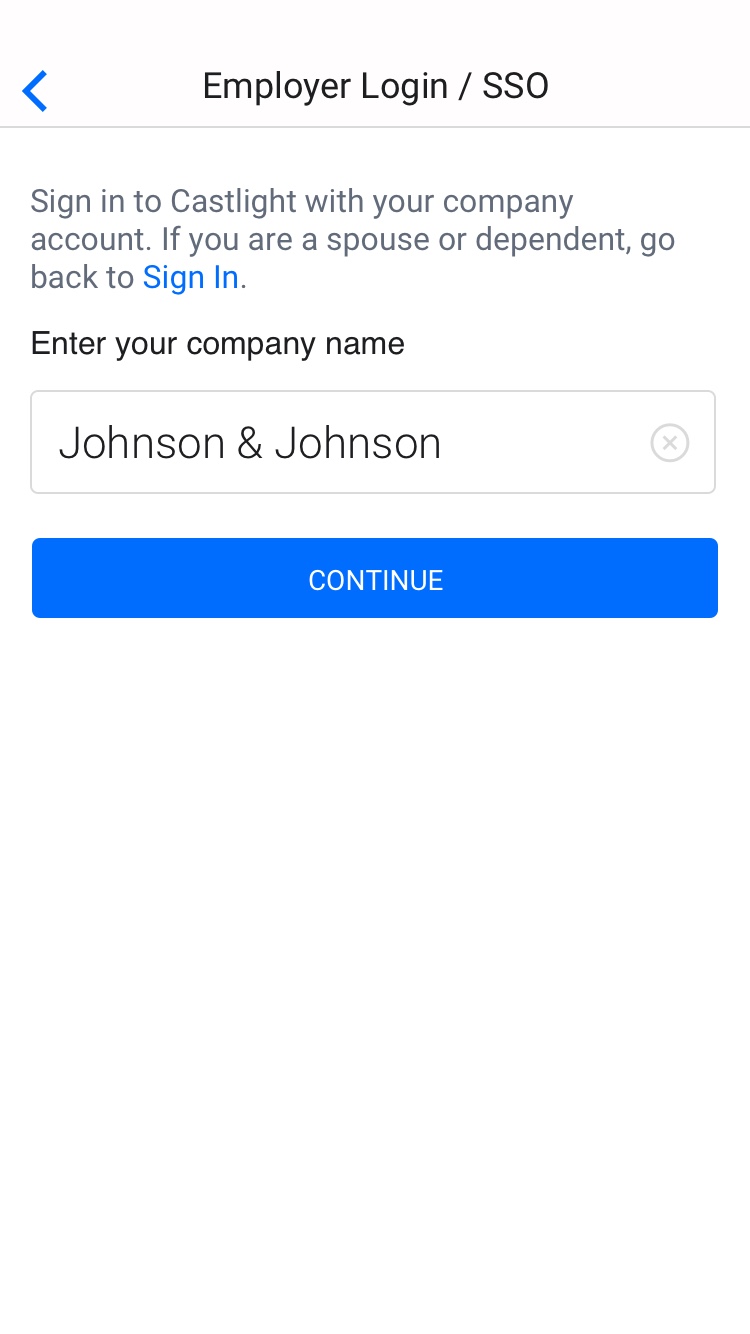 Employer Login / SSO
Sign in to Castlight with your company
account. If you are a spouse or dependent, go
back to Sign In.
Enter your company name
Johnson & Johnson
CONTINUE